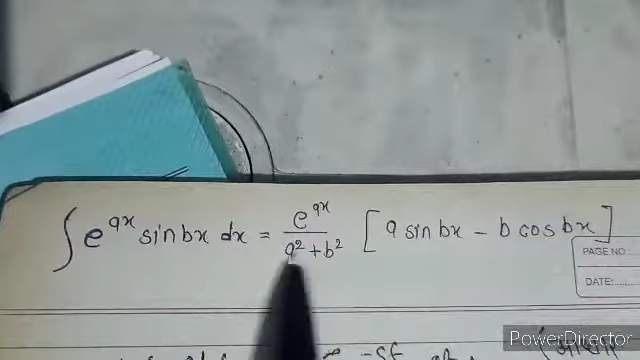 ∫ e^{ax} sin bx dx = e^{ax} / a² + b² [ a sin bx – b cos bx ]
PAGE NO.:
DATE:
PowerDirector